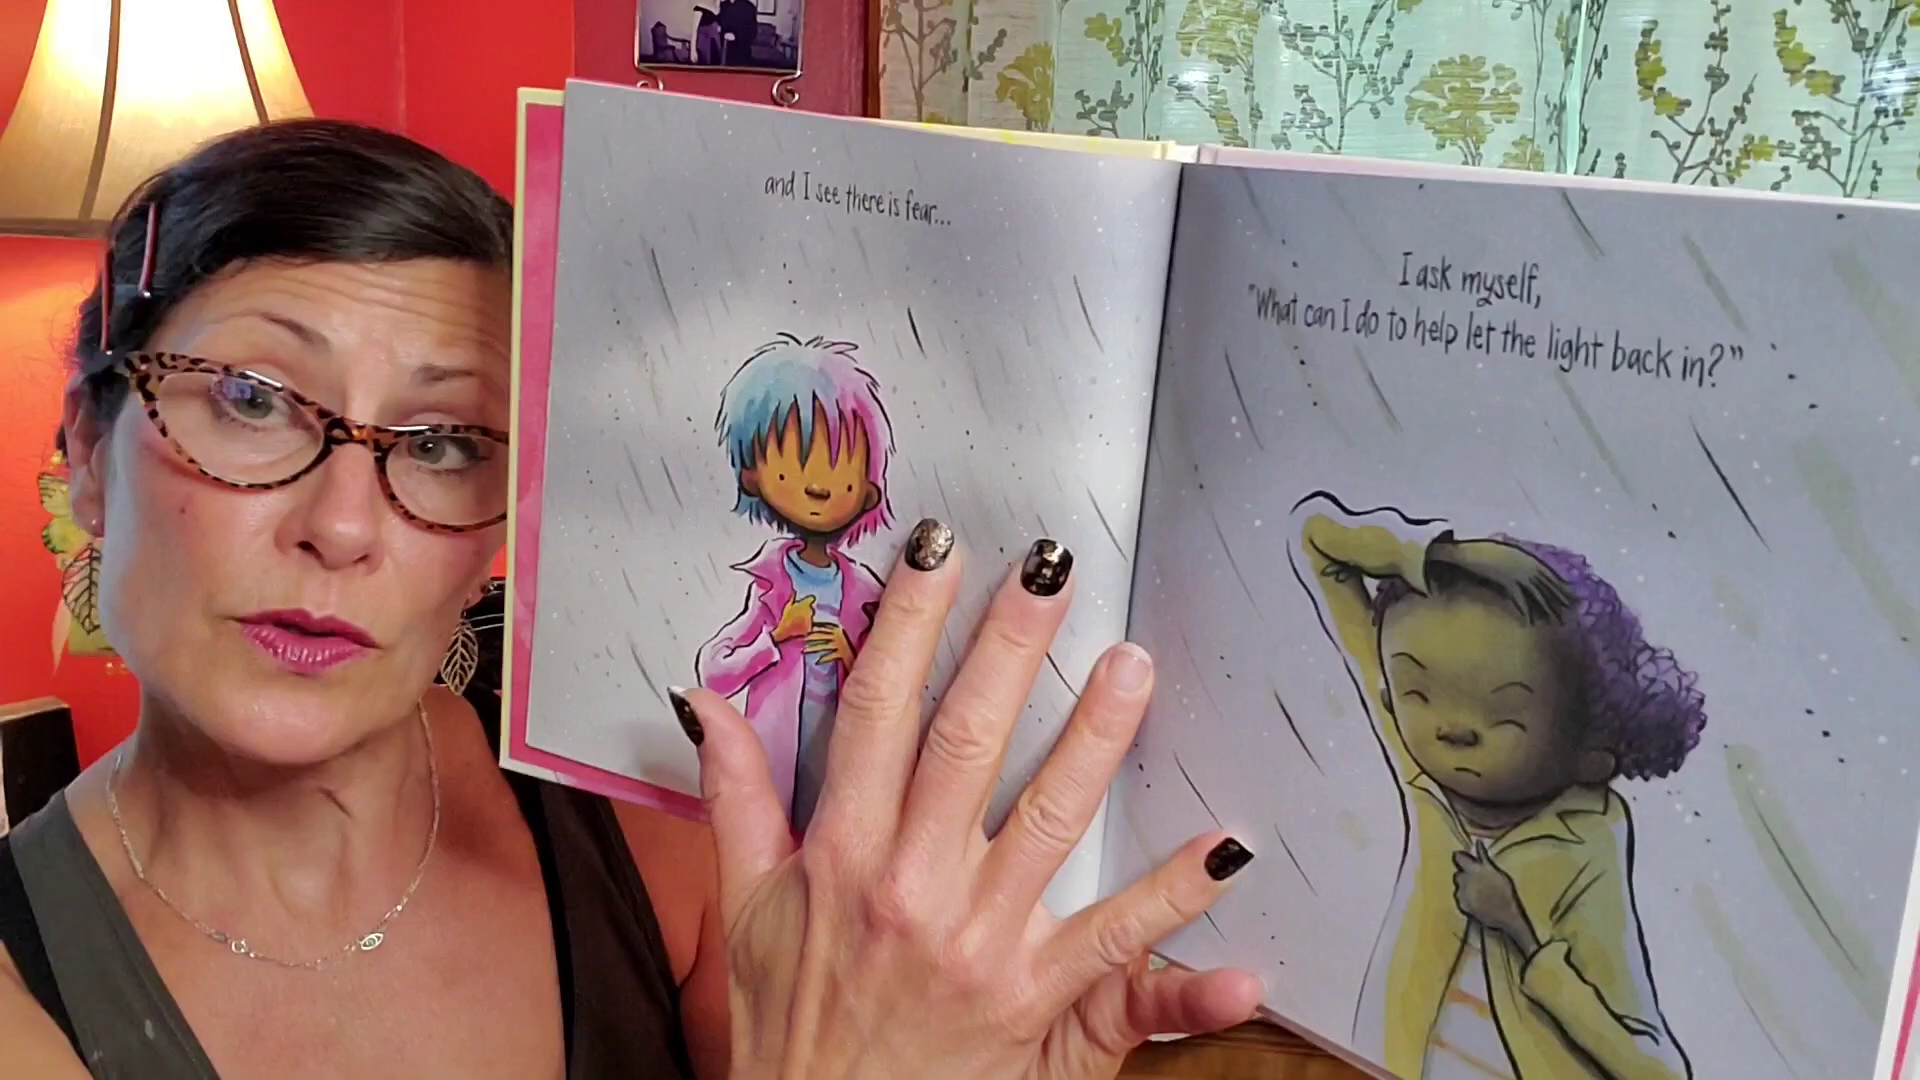 and I see there is fear...
I ask myself,
"What can I do to help let the light back in?"